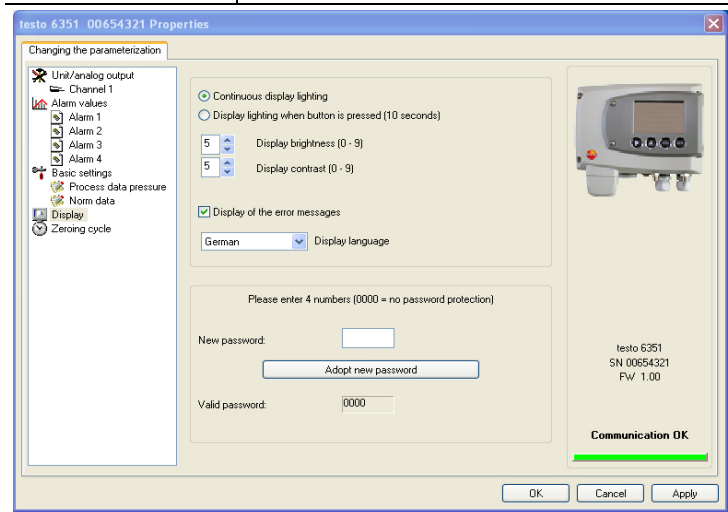 testo 6351 00654321 Properties
Changing the parameterization
Unit/analog output
Channel 1
Alarm values
Alarm 1
Alarm 2
Alarm 3
Alarm 4
Basic settings
Process data pressure
Norm data
Display
Zeroing cycle
Continuous display lighting
Display lighting when button is pressed (10 seconds)
5 Display brightness (0 - 9)
5 Display contrast (0 - 9)
Display of the error messages
German Display language
Please enter 4 numbers (0000 = no password protection)
New password:
Adopt new password
Valid password: 0000
testo 6351
SN 00654321
FW 1.00
Communication OK
OK Cancel Apply